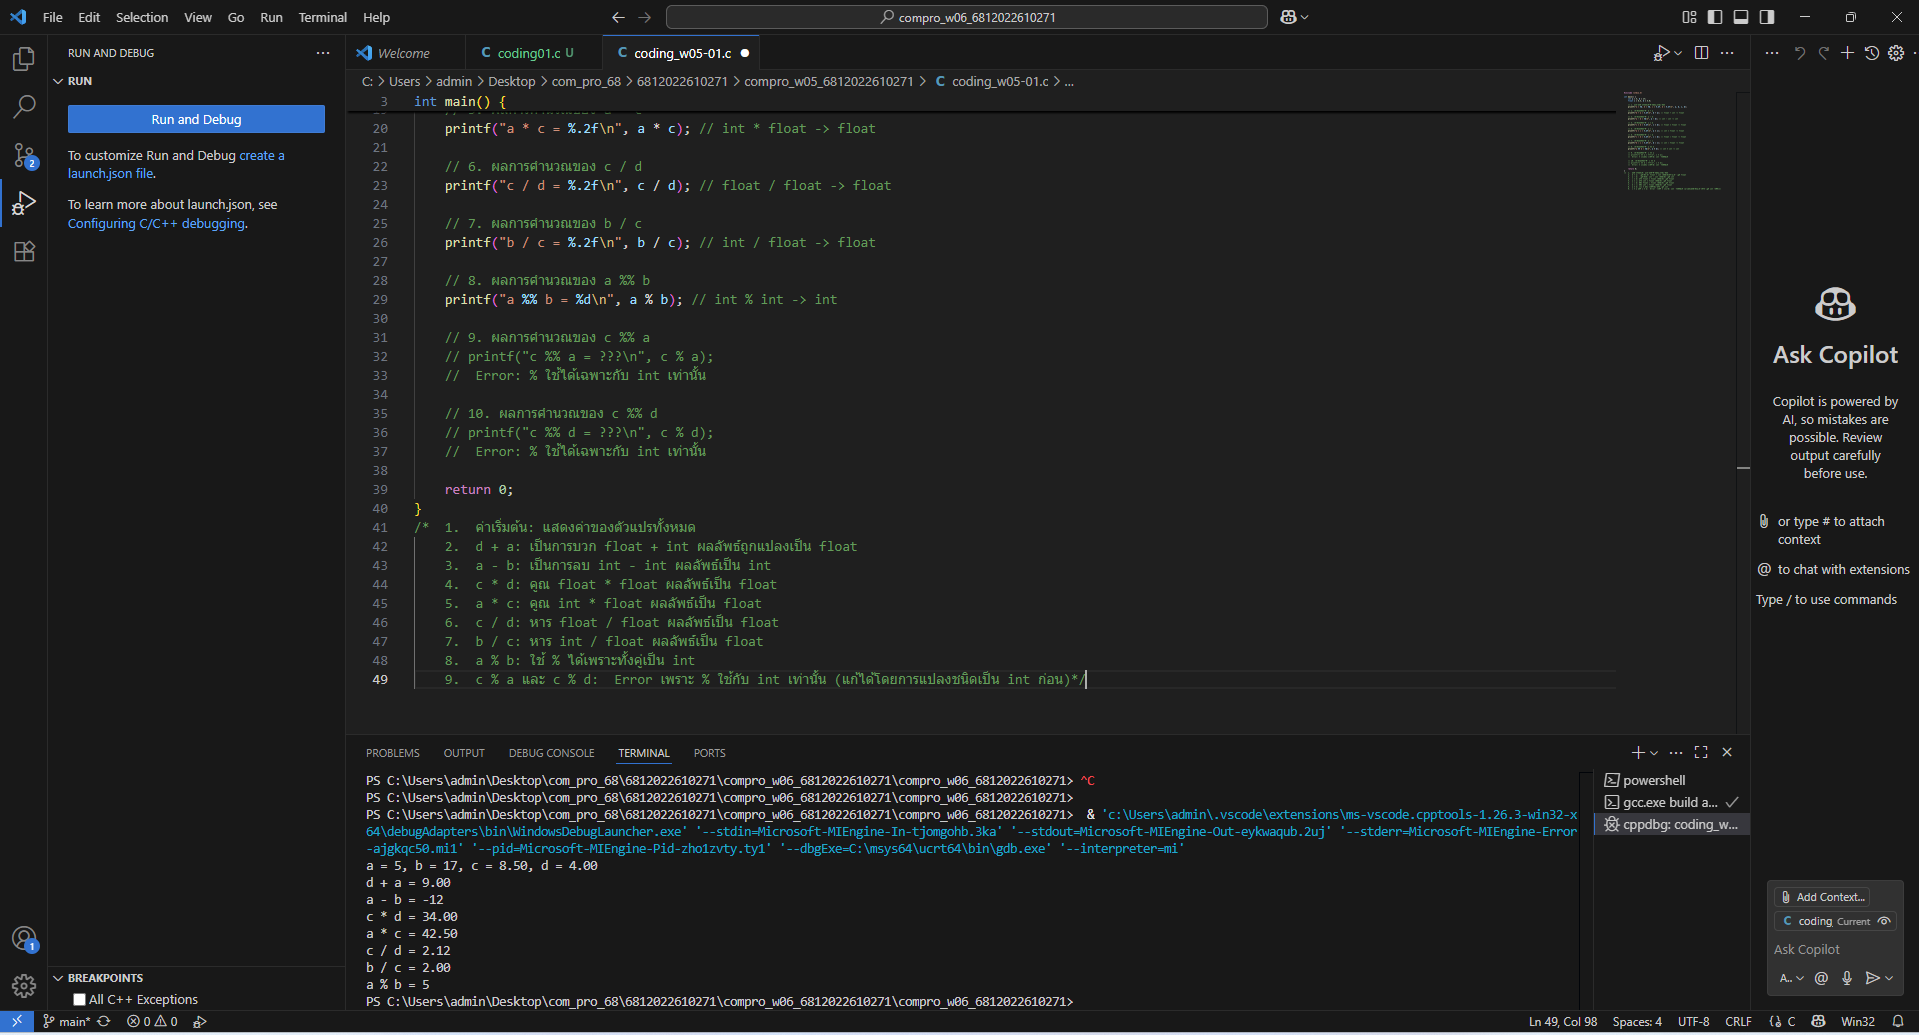 File Edit Selection View Go Run Terminal Help
compro_w06_6812022610271
RUN AND DEBUG
RUN
Run and Debug
To customize Run and Debug create a
launch.json file.
To learn more about launch.json, see
Configuring C/C++ debugging.
BREAKPOINTS
All C++ Exceptions
Welcome
coding01.c U
coding_w05-01.c
C: > Users > admin > Desktop > com_pro_68 > 6812022610271 > compro_w05_6812022610271 > C coding_w05-01.c > ...
3 int main() {
20 printf("a * c = %.2f\n", a * c); // int * float -> float
21
22 // 6. ผลการคำนวณของ c / d
23 printf("c / d = %.2f\n", c / d); // float / float -> float
24
25 // 7. ผลการคำนวณของ b / c
26 printf("b / c = %.2f\n", b / c); // int / float -> float
27
28 // 8. ผลการคำนวณของ a %% b
29 printf("a %% b = %d\n", a % b); // int % int -> int
30
31 // 9. ผลการคำนวณของ c %% a
32 // printf("c %% a = ???\n", c % a);
33 //  Error: % ใช้ได้เฉพาะกับ int เท่านั้น
34
35 // 10. ผลการคำนวณของ c %% d
36 // printf("c %% d = ???\n", c % d);
37 //  Error: % ใช้ได้เฉพาะกับ int เท่านั้น
38
39 return 0;
40 }
41 /*  1.  ค่าเริ่มต้น: แสดงค่าของตัวแปรทั้งหมด
42 2.  d + a: เป็นการบวก float + int ผลลัพธ์ถูกแปลงเป็น float
43 3.  a - b: เป็นการลบ int - int ผลลัพธ์เป็น int
44 4.  c * d: คูณ float * float ผลลัพธ์เป็น float
45 5.  a * c: คูณ int * float ผลลัพธ์เป็น float
46 6.  c / d: หาร float / float ผลลัพธ์เป็น float
47 7.  b / c: หาร int / float ผลลัพธ์เป็น float
48 8.  a % b: ใช้ % ได้เพราะทั้งคู่เป็น int
49 9.  c % a และ c % d:  Error เพราะ % ใช้กับ int เท่านั้น (แก้ได้โดยการแปลงชนิดเป็น int ก่อน)*/
PROBLEMS OUTPUT DEBUG CONSOLE TERMINAL PORTS
PS C:\Users\admin\Desktop\com_pro_68\6812022610271\compro_w06_6812022610271\compro_w06_6812022610271> ^C
PS C:\Users\admin\Desktop\com_pro_68\6812022610271\compro_w06_6812022610271\compro_w06_6812022610271>
PS C:\Users\admin\Desktop\com_pro_68\6812022610271\compro_w06_6812022610271\compro_w06_6812022610271>  & 'c:\Users\admin\.vscode\extensions\ms-vscode.cpptools-1.26.3-win32-x
64\debugAdapters\bin\WindowsDebugLauncher.exe' '--stdin=Microsoft-MIEngine-In-tjomgohb.3ka' '--stdout=Microsoft-MIEngine-Out-eykwaqub.2uj' '--stderr=Microsoft-MIEngine-Error
-ajgkqc50.mi1' '--pid=Microsoft-MIEngine-Pid-zho1zvty.ty1' '--dbgExe=C:\msys64\ucrt64\bin\gdb.exe' '--interpreter=mi'
a = 5, b = 17, c = 8.50, d = 4.00
d + a = 9.00
a - b = -12
c * d = 34.00
a * c = 42.50
c / d = 2.12
b / c = 2.00
a % b = 5
PS C:\Users\admin\Desktop\com_pro_68\6812022610271\compro_w06_6812022610271\compro_w06_6812022610271>
powershell
gcc.exe build a...
cppdbg: coding_w...
Ask Copilot
Copilot is powered by
AI, so mistakes are
possible. Review
output carefully
before use.
or type # to attach
context
@ to chat with extensions
Type / to use commands
Add Context...
C coding Current
Ask Copilot
A..
main* 0 0
Ln 49, Col 98 Spaces: 4 UTF-8 CRLF C Win32